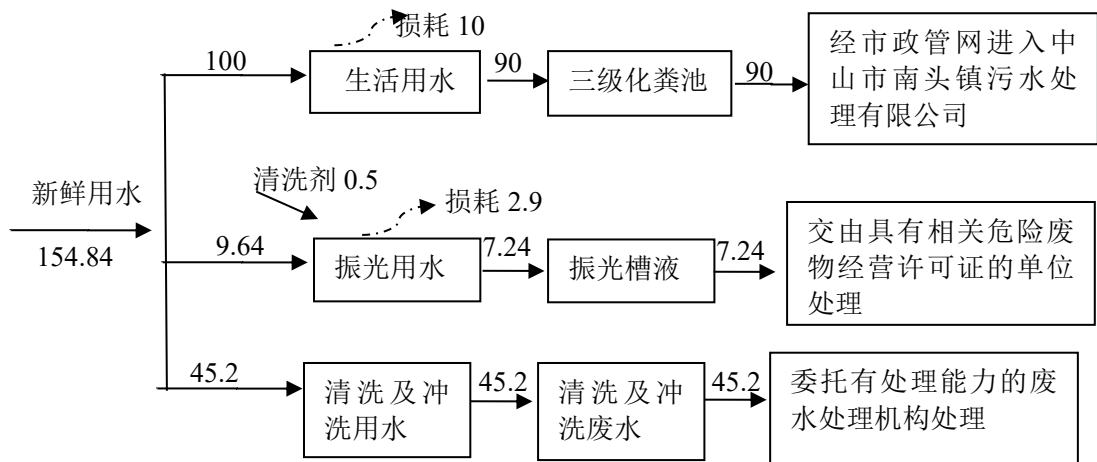 损耗 10
100
生活用水
90
三级化粪池
90
经市政管网进入中
山市南头镇污水处
理有限公司
新鲜用水
154.84
清洗剂 0.5
损耗 2.9
9.64
振光用水
7.24
振光槽液
7.24
交由具有相关危险废
物经营许可证的单位
处理
45.2
清洗及冲
洗用水
45.2
清洗及冲
洗废水
45.2
委托有处理能力的废
水处理机构处理